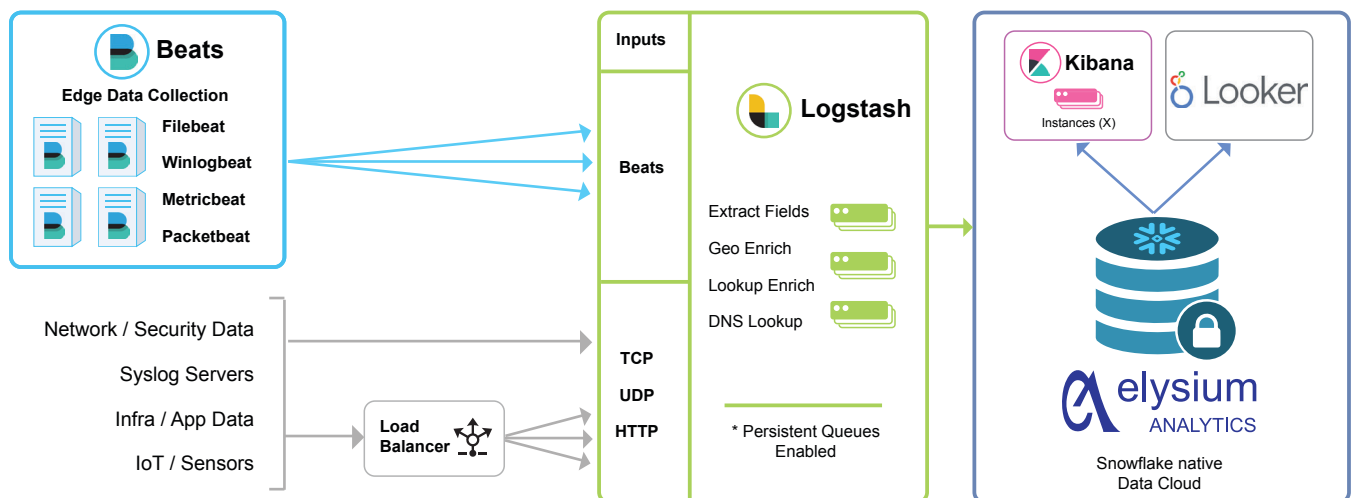 Beats
Edge Data Collection
Filebeat
Winlogbeat
Metricbeat
Packetbeat
Network / Security Data
Syslog Servers
Infra / App Data
IoT / Sensors
Load
Balancer
Inputs
Beats
TCP
UDP
HTTP
Logstash
Extract Fields
Geo Enrich
Lookup Enrich
DNS Lookup
* Persistent Queues
Enabled
Kibana
Instances (X)
Looker
elysium
ANALYTICS
Snowflake native
Data Cloud